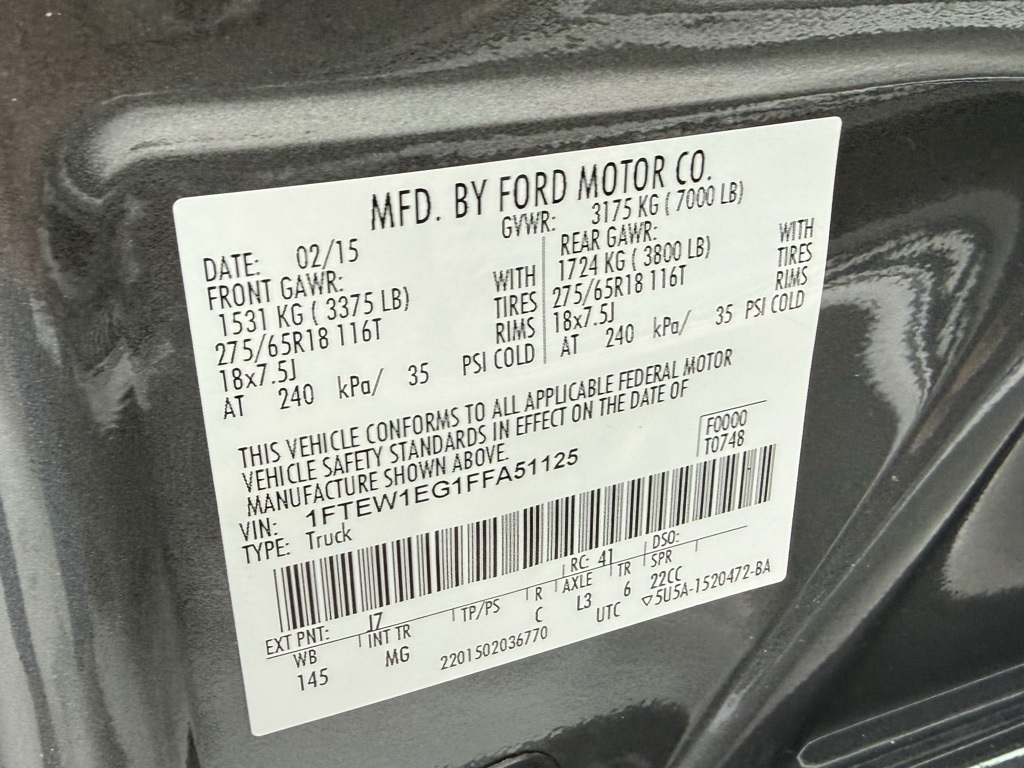 MFD. BY FORD MOTOR CO.
DATE: 02/15 GVWR: 3175 KG ( 7000 LB)
FRONT GAWR: REAR GAWR:
1531 KG ( 3375 LB) WITH 1724 KG ( 3800 LB) WITH
275/65R18 116T TIRES 275/65R18 116T TIRES
18x7.5J RIMS 18x7.5J RIMS
AT 240 kPa/ 35 PSI COLD AT 240 kPa/ 35 PSI COLD
THIS VEHICLE CONFORMS TO ALL APPLICABLE FEDERAL MOTOR
VEHICLE SAFETY STANDARDS IN EFFECT ON THE DATE OF
MANUFACTURE SHOWN ABOVE.
F0000
T0748
VIN: 1FTEW1EG1FFA51125
TYPE: Truck
EXT PNT: J7 RC: 41 DSO:
WB INT TR TP/PS R AXLE TR SPR
145 MG C L3 6 22CC
2201502036770 UTC ▽5U5A-1520472-BA